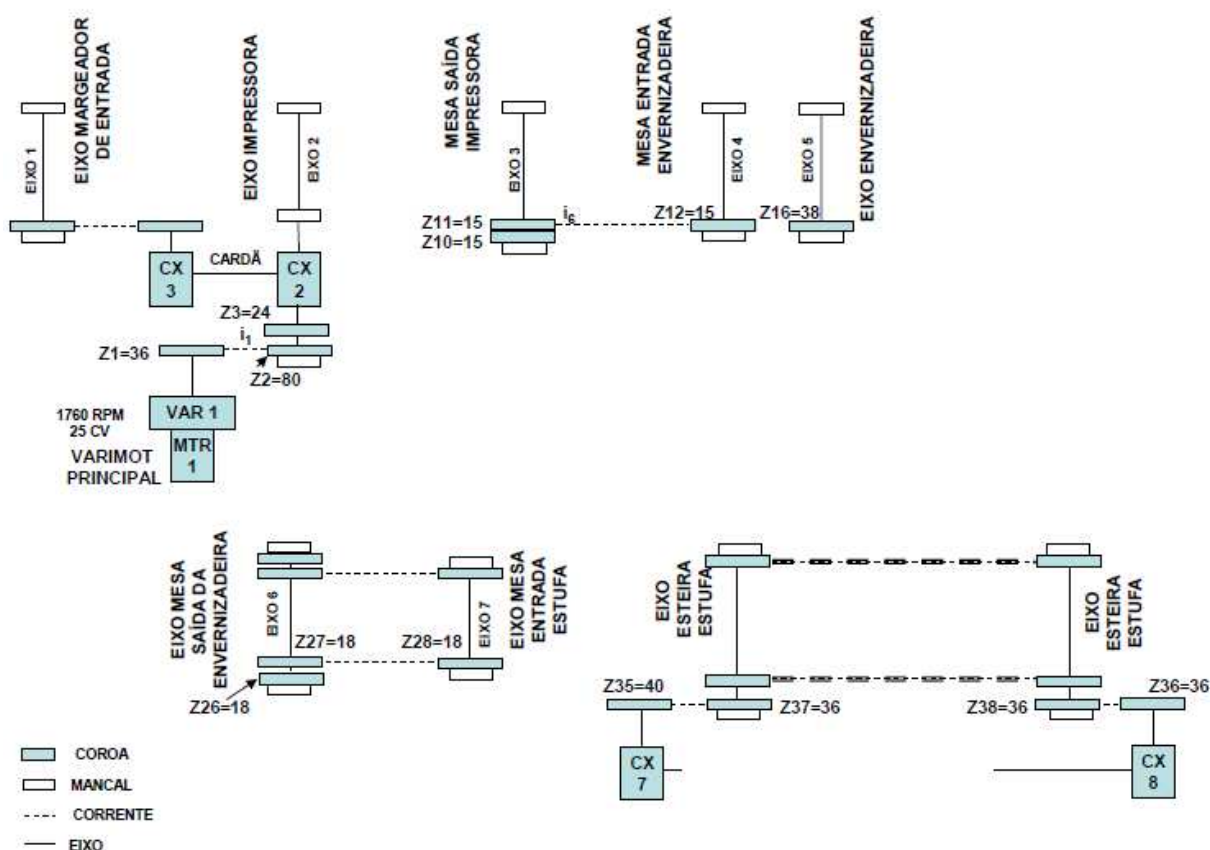 EIXO MARGEADOR
DE ENTRADA
EIXO 1
EIXO IMPRESSORA
EIXO 2
MESA SAÍDA
IMPRESSORA
EIXO 3
MESA ENTRADA
ENVERNIZADEIRA
EIXO 4
EIXO 5
EIXO ENVERNIZADEIRA
Z11=15
i6
Z12=15
Z16=38
Z10=15
CX
3
CARDÃ
CX
2
Z3=24
Z1=36
i1
Z2=80
1760 RPM
25 CV
VAR 1
MTR
1
VARIMOT
PRINCIPAL
EIXO MESA
SAÍDA DA
ENVERNIZADEIRA
EIXO 6
Z27=18
Z28=18
Z26=18
EIXO 7
EIXO MESA
ENTRADA
ESTUFA
EIXO
ESTEIRA
ESTUFA
EIXO
ESTEIRA
ESTUFA
Z35=40
Z37=36
Z38=36
Z36=36
CX
7
CX
8
COROA
MANCAL
CORRENTE
EIXO